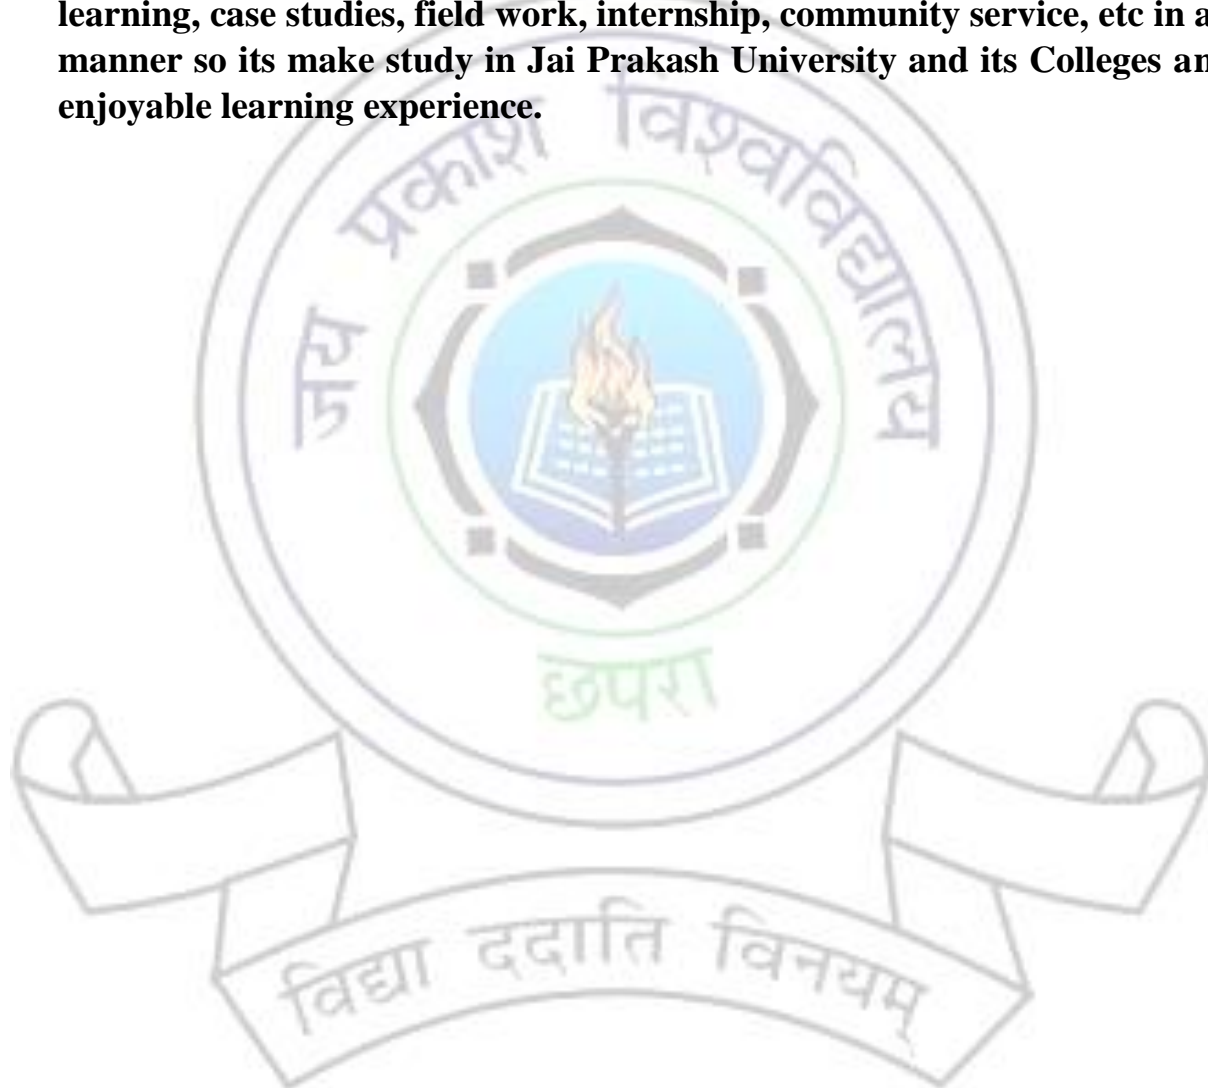 learning, case studies, field work, internship, community service, etc in a
manner so its make study in Jai Prakash University and its Colleges an
enjoyable learning experience.
जय प्रकाश विश्वविद्यालय
छपरा
विद्या ददाति विनयम्